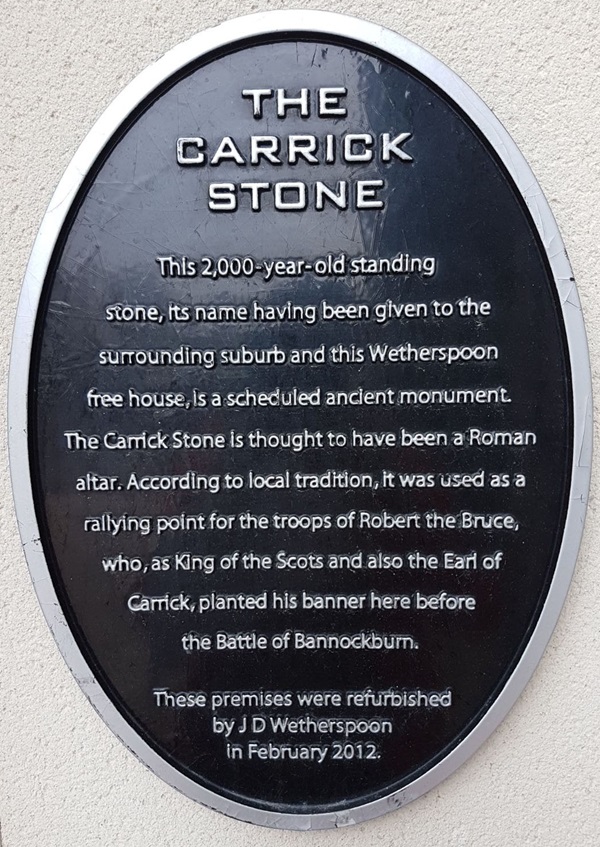 THE
CARRICK
STONE
This 2,000-year-old standing
stone, its name having been given to the
surrounding suburb and this Wetherspoon
free house, is a scheduled ancient monument.
The Carrick Stone is thought to have been a Roman
altar. According to local tradition, it was used as a
rallying point for the troops of Robert the Bruce,
who, as King of the Scots and also the Earl of
Carrick, planted his banner here before
the Battle of Bannockburn.
These premises were refurbished
by J D Wetherspoon
in February 2012.